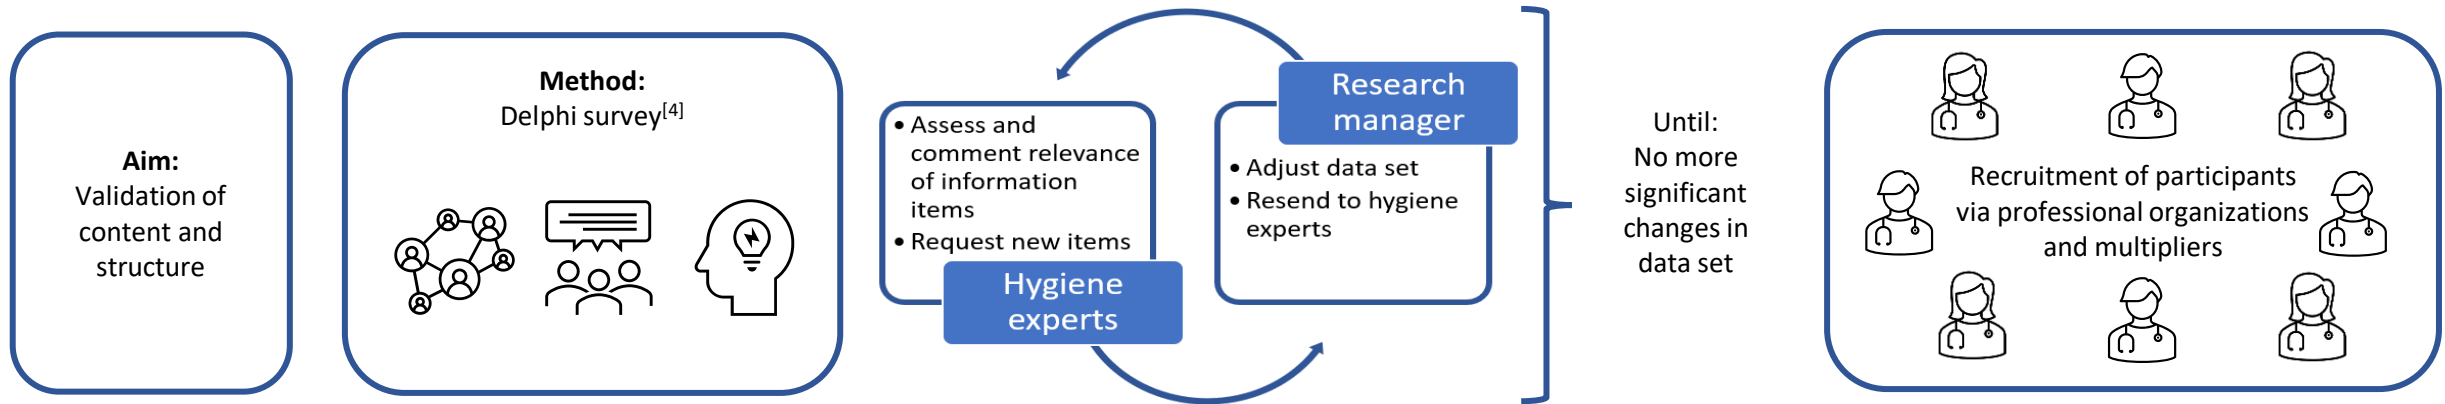 Aim:
Validation of
content and
structure
Method:
Delphi survey[4]
• Assess and
comment relevance
of information
items
• Request new items
Hygiene
experts
Research
manager
• Adjust data set
• Resend to hygiene
experts
Until:
No more
significant
changes in
data set
Recruitment of participants
via professional organizations
and multipliers